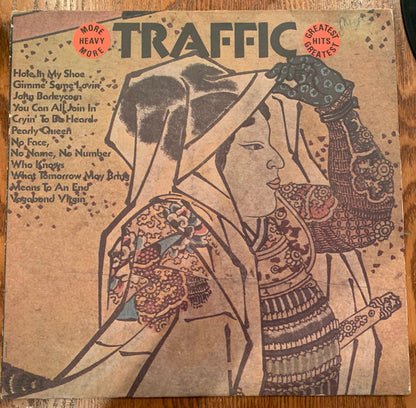 MORE
HEAVY
MORE
TRAFFIC
GREATEST
HITS
GREATEST
Hole In My Shoe
Gimme' Some Lovin'
John Barleycorn
You Can All Join In
Cryin' To Be Heard
Pearly Queen
No Face,
No Name, No Number
Who Knows
What Tomorrow May Bring
Means To An End
Vagabond Virgin